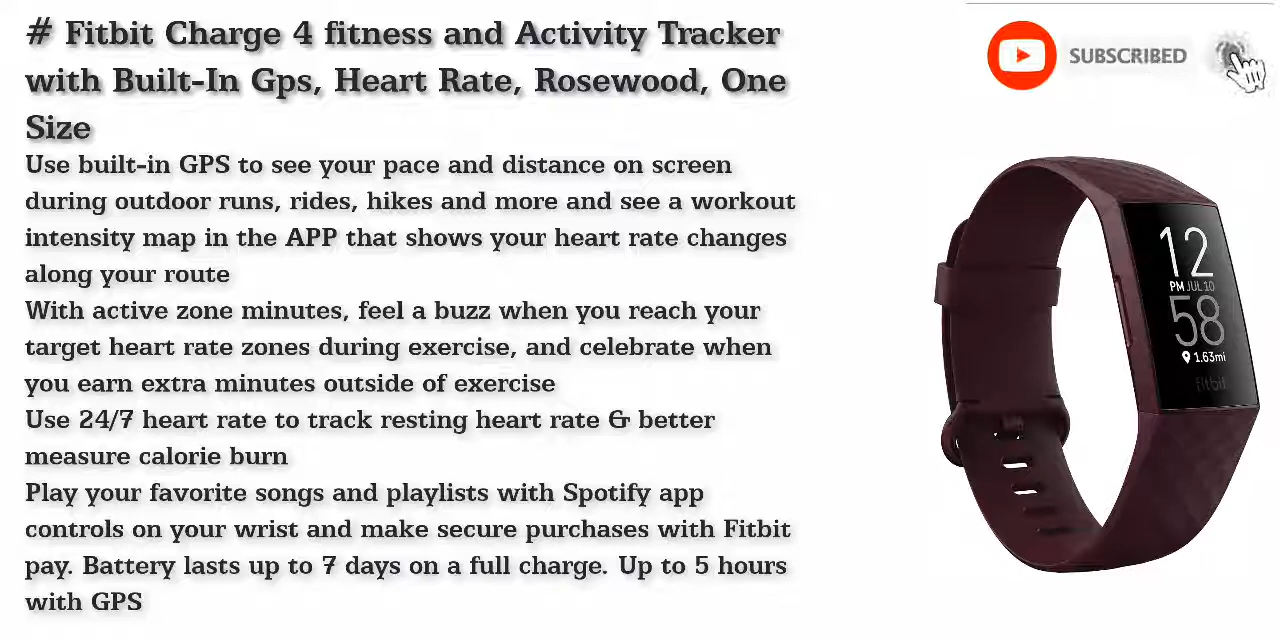 # Fitbit Charge 4 fitness and Activity Tracker
with Built-In Gps, Heart Rate, Rosewood, One
Size
Use built-in GPS to see your pace and distance on screen
during outdoor runs, rides, hikes and more and see a workout
intensity map in the APP that shows your heart rate changes
along your route
With active zone minutes, feel a buzz when you reach your
target heart rate zones during exercise, and celebrate when
you earn extra minutes outside of exercise
Use 24/7 heart rate to track resting heart rate & better
measure calorie burn
Play your favorite songs and playlists with Spotify app
controls on your wrist and make secure purchases with Fitbit
pay. Battery lasts up to 7 days on a full charge. Up to 5 hours
with GPS
SUBSCRIBED
12
PM JUL 10
58
1.63mi
fitbit